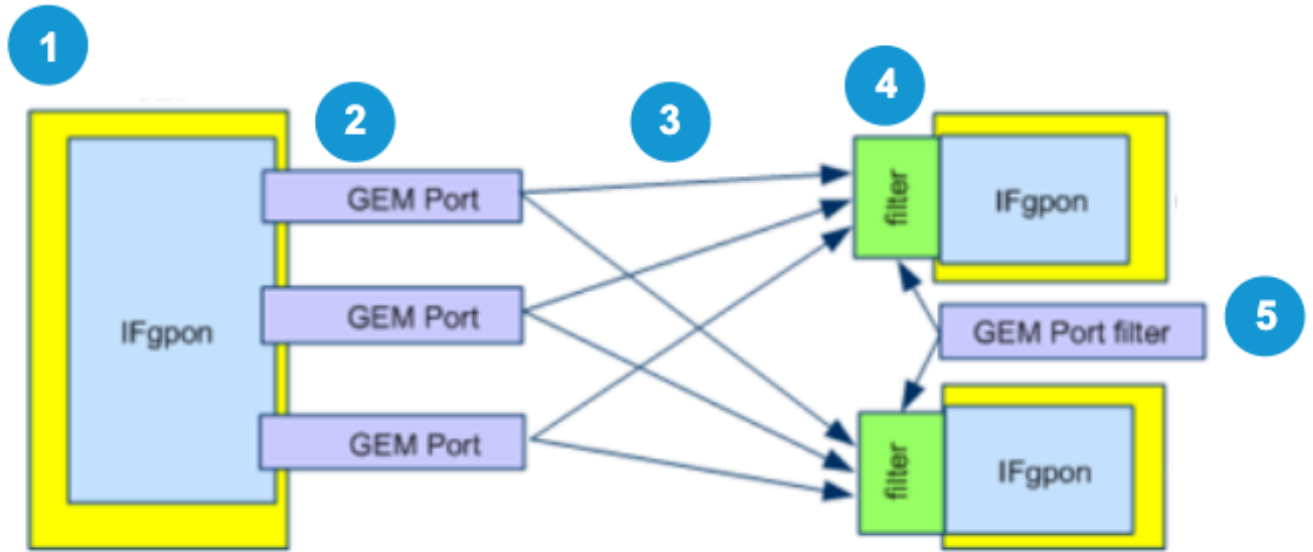 1
2
3
4
GEM Port
filter
IFgpon
IFgpon
GEM Port
GEM Port filter
5
GEM Port
filter
IFgpon